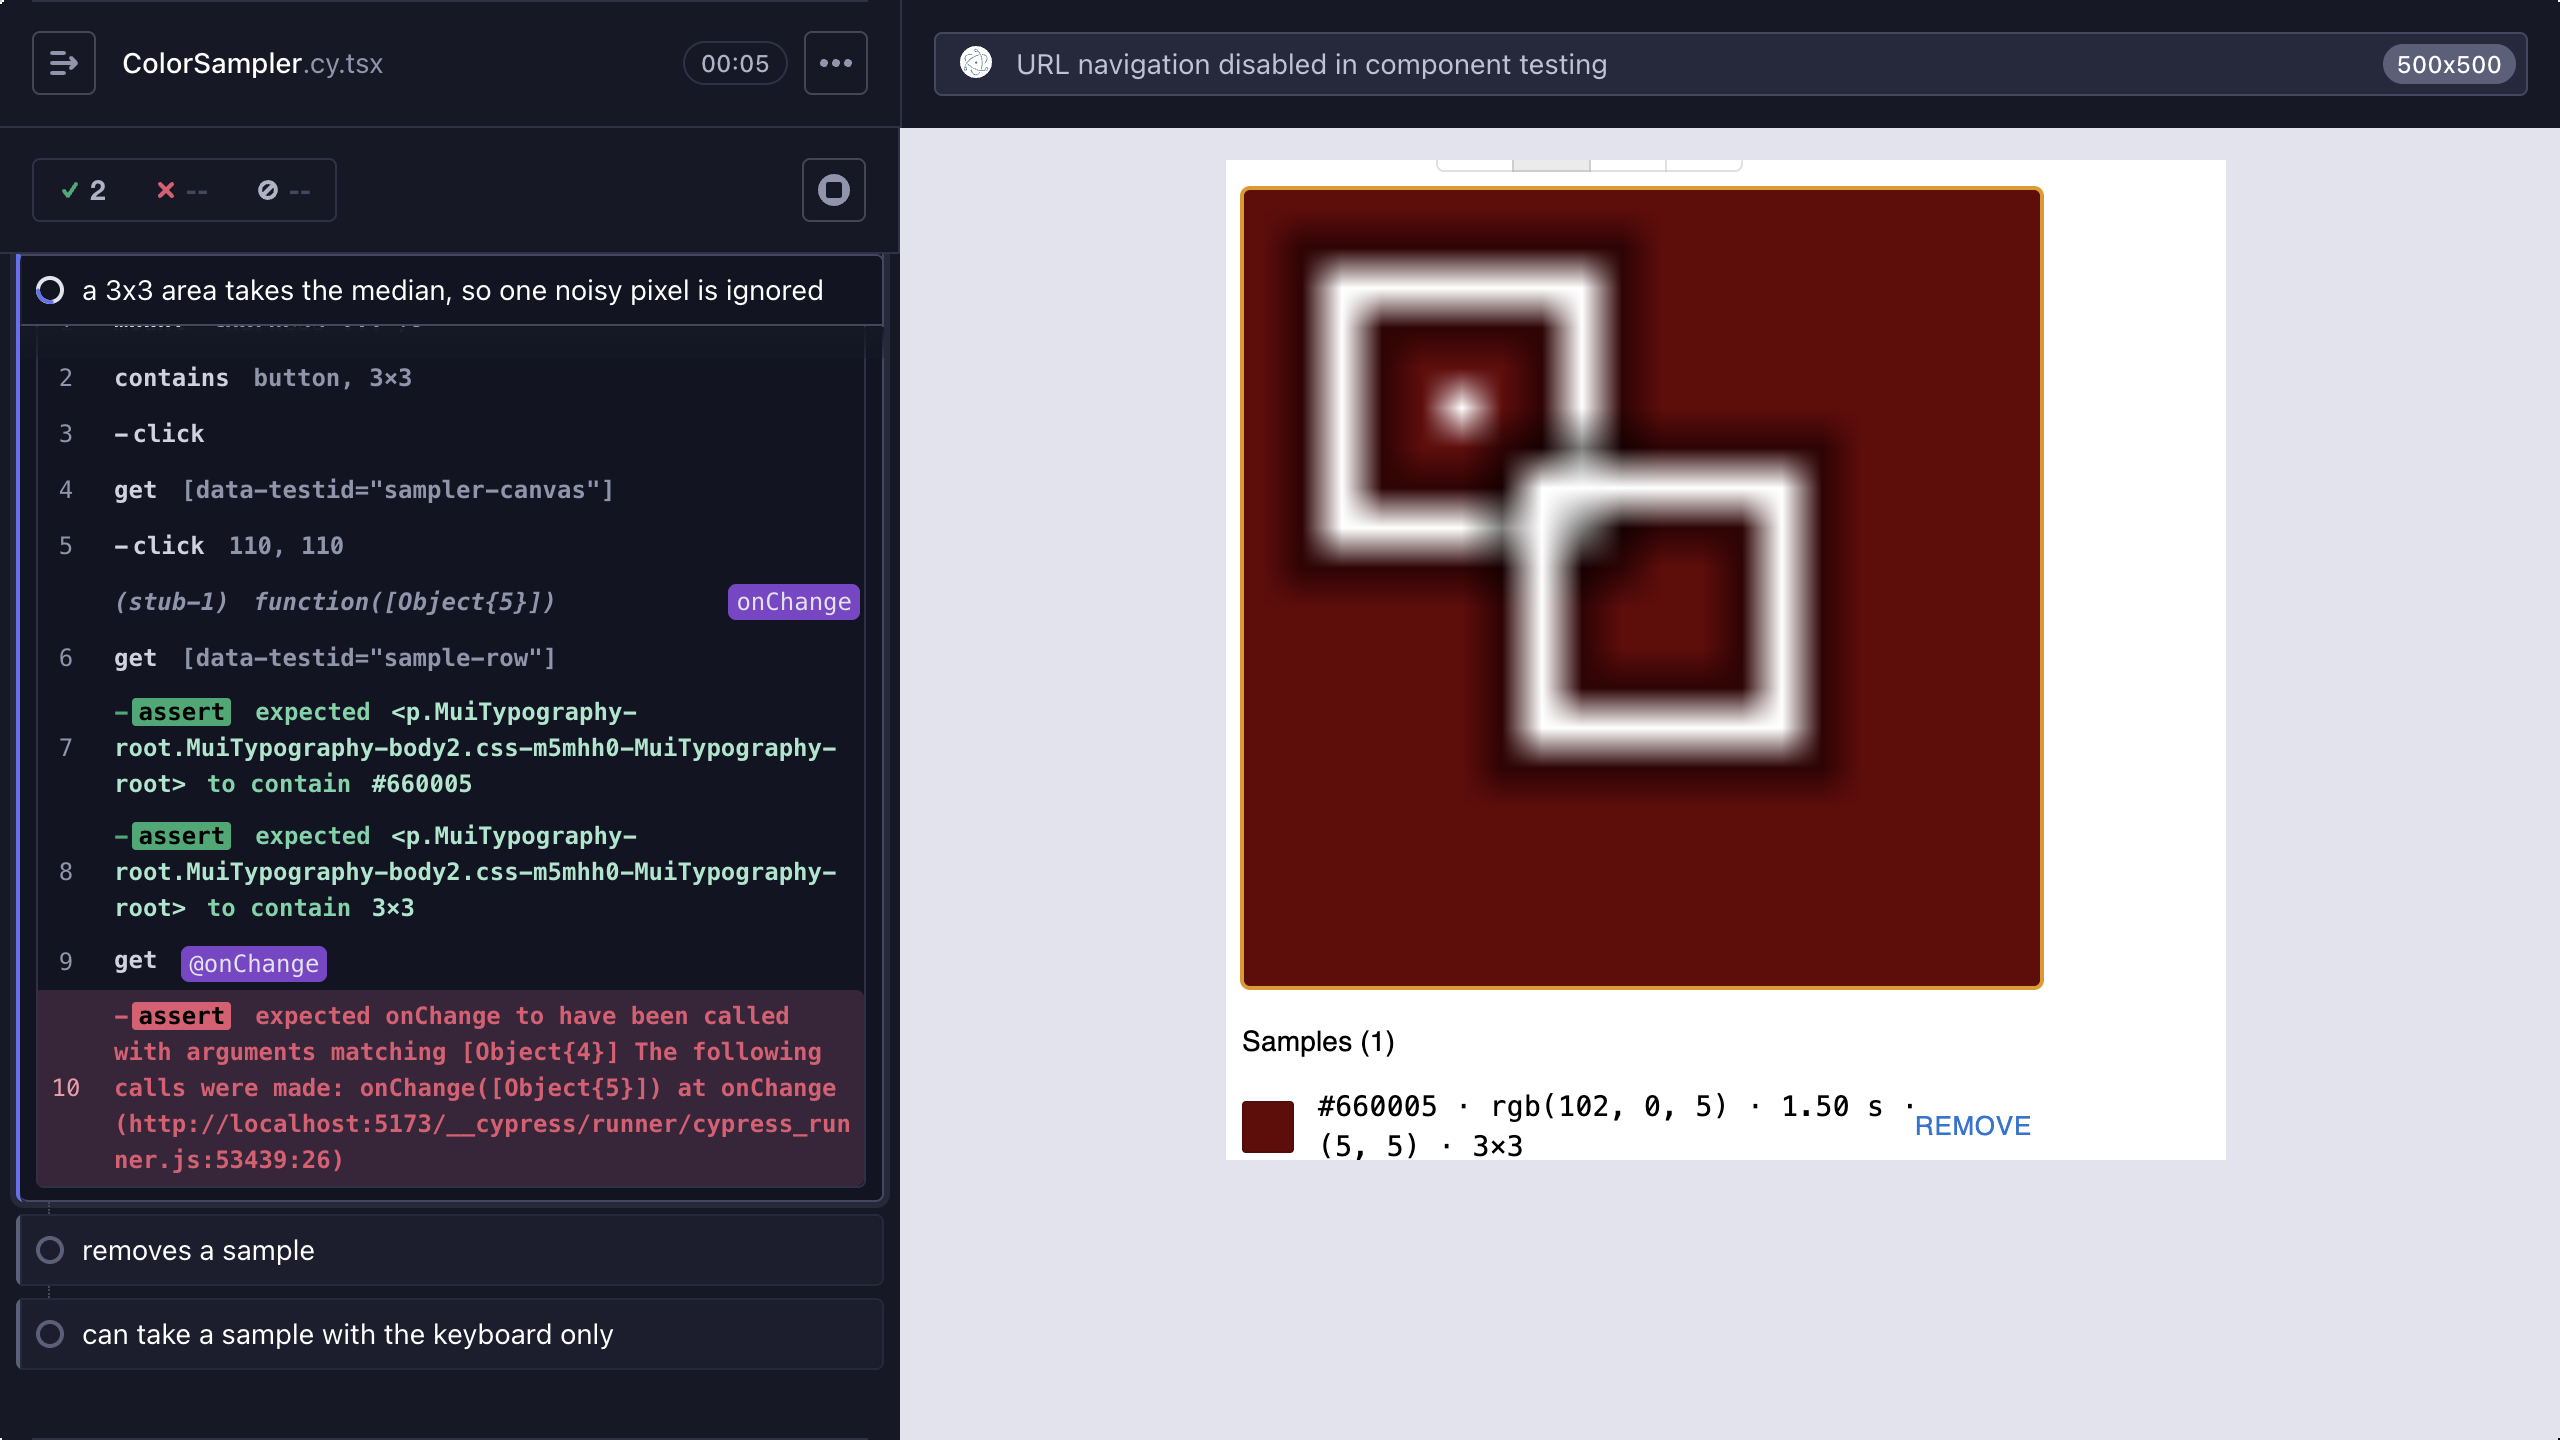 ColorSampler.cy.tsx
00:05
URL navigation disabled in component testing
500x500
2 -- --
a 3x3 area takes the median, so one noisy pixel is ignored
2 contains button, 3×3
3 -click
4 get [data-testid="sampler-canvas"]
5 -click 110, 110
(stub-1) function([Object{5}]) onChange
6 get [data-testid="sample-row"]
-assert expected <p.MuiTypography-
7 root.MuiTypography-body2.css-m5mhh0-MuiTypography-
root> to contain #660005
-assert expected <p.MuiTypography-
8 root.MuiTypography-body2.css-m5mhh0-MuiTypography-
root> to contain 3×3
9 get @onChange
-assert expected onChange to have been called
with arguments matching [Object{4}] The following
10 calls were made: onChange([Object{5}]) at onChange
(http://localhost:5173/__cypress/runner/cypress_run
ner.js:53439:26)
removes a sample
can take a sample with the keyboard only
Samples (1)
#660005 · rgb(102, 0, 5) · 1.50 s ·
(5, 5) · 3×3
REMOVE